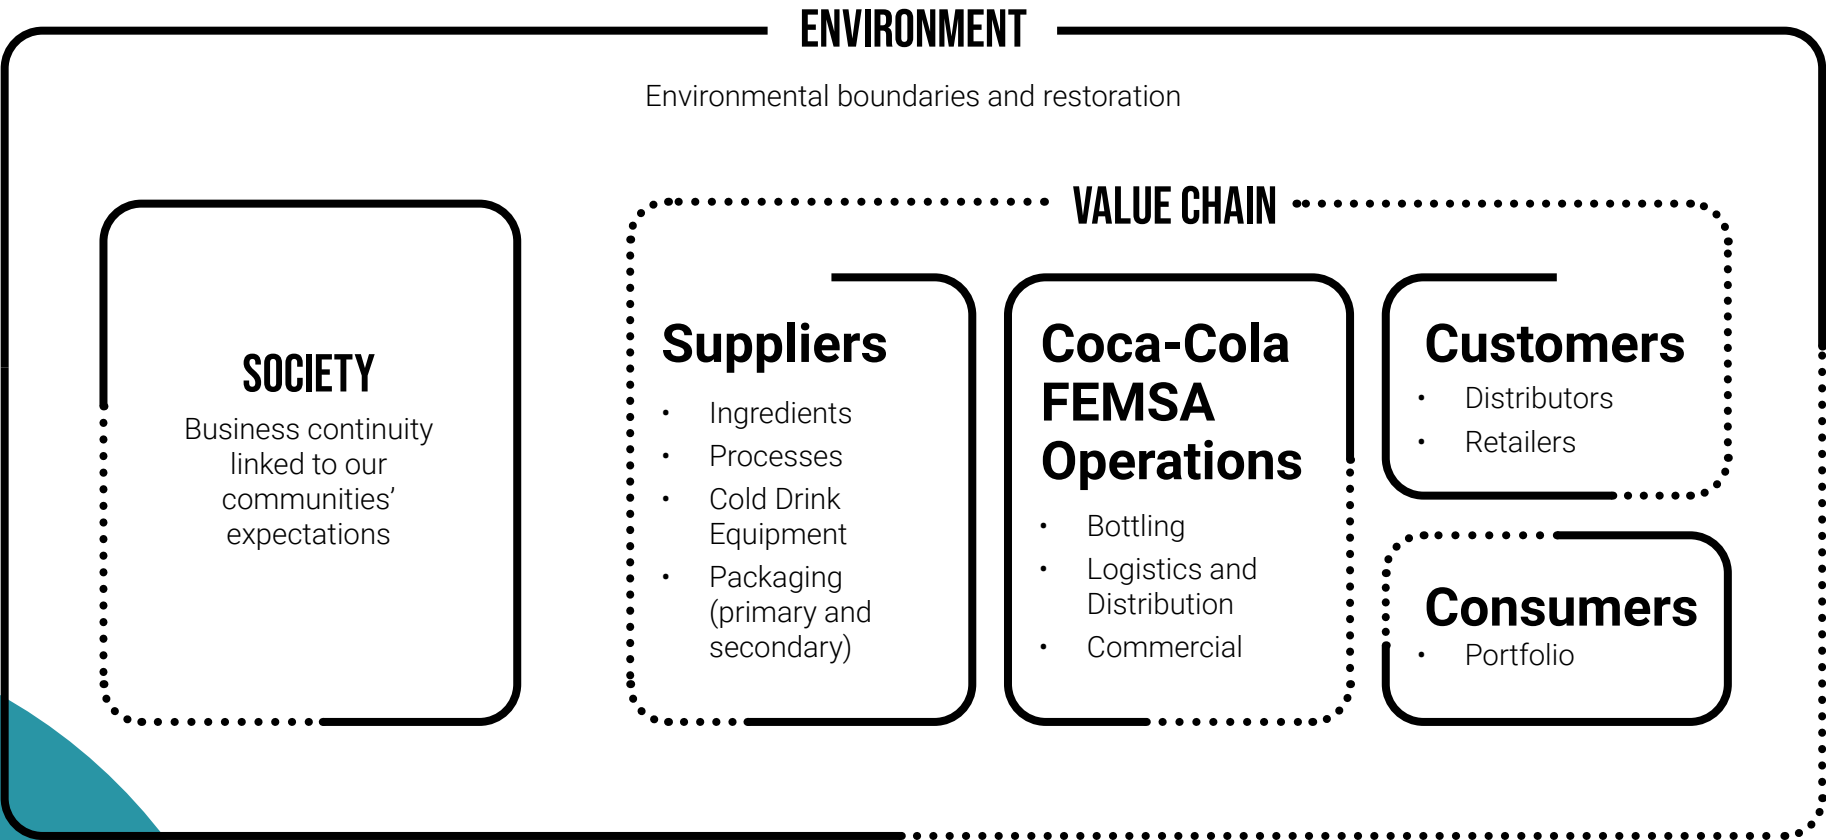 ENVIRONMENT
Environmental boundaries and restoration
SOCIETY
Business continuity
linked to our
communities’
expectations
VALUE CHAIN
Suppliers
• Ingredients
• Processes
• Cold Drink
Equipment
• Packaging
(primary and
secondary)
Coca-Cola
FEMSA
Operations
• Bottling
• Logistics and
Distribution
• Commercial
Customers
• Distributors
• Retailers
Consumers
• Portfolio